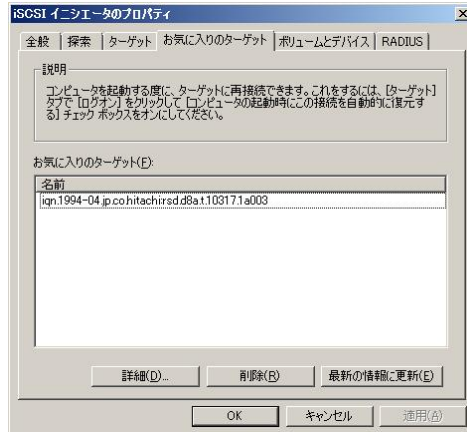 iSCSI イニシエータのプロパティ
全般 探索 ターゲット お気に入りのターゲット ボリュームとデバイス RADIUS
説明
コンピュータを起動する度に、ターゲットに再接続できます。これをするには、[ターゲット]
タブで [ログオン] をクリックして [コンピュータの起動時にこの接続を自動的に復元す
る] チェック ボックスをオンにしてください。
お気に入りのターゲット(F):
名前
iqn.1994-04.jp.co.hitachi:rsd.d8a.t.10317.1a003
詳細(D)... 削除(R) 最新の情報に更新(E)
OK キャンセル 適用(A)